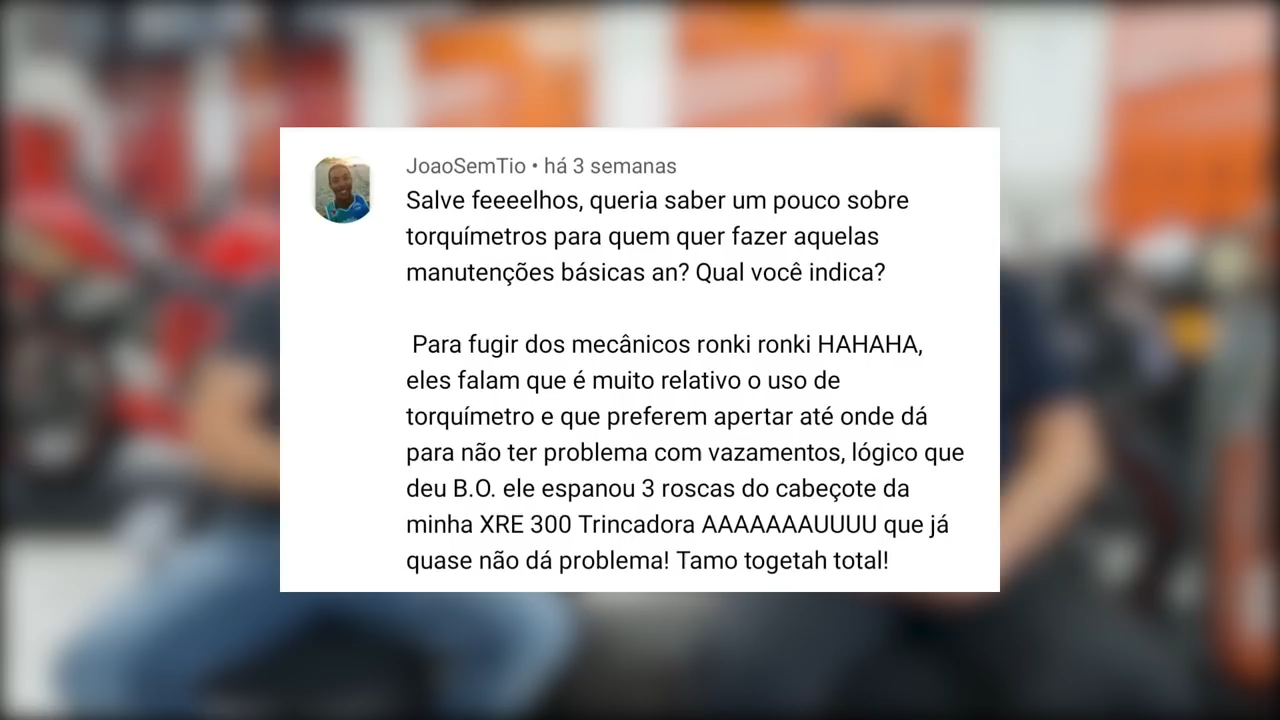 JoaoSemTio • há 3 semanas
Salve feeeelhos, queria saber um pouco sobre
torquímetros para quem quer fazer aquelas
manutenções básicas an? Qual você indica?
Para fugir dos mecânicos ronki ronki HAHAHA,
eles falam que é muito relativo o uso de
torquímetro e que preferem apertar até onde dá
para não ter problema com vazamentos, lógico que
deu B.O. ele espanou 3 roscas do cabeçote da
minha XRE 300 Trincadora AAAAAAAUUUU que já
quase não dá problema! Tamo togetah total!